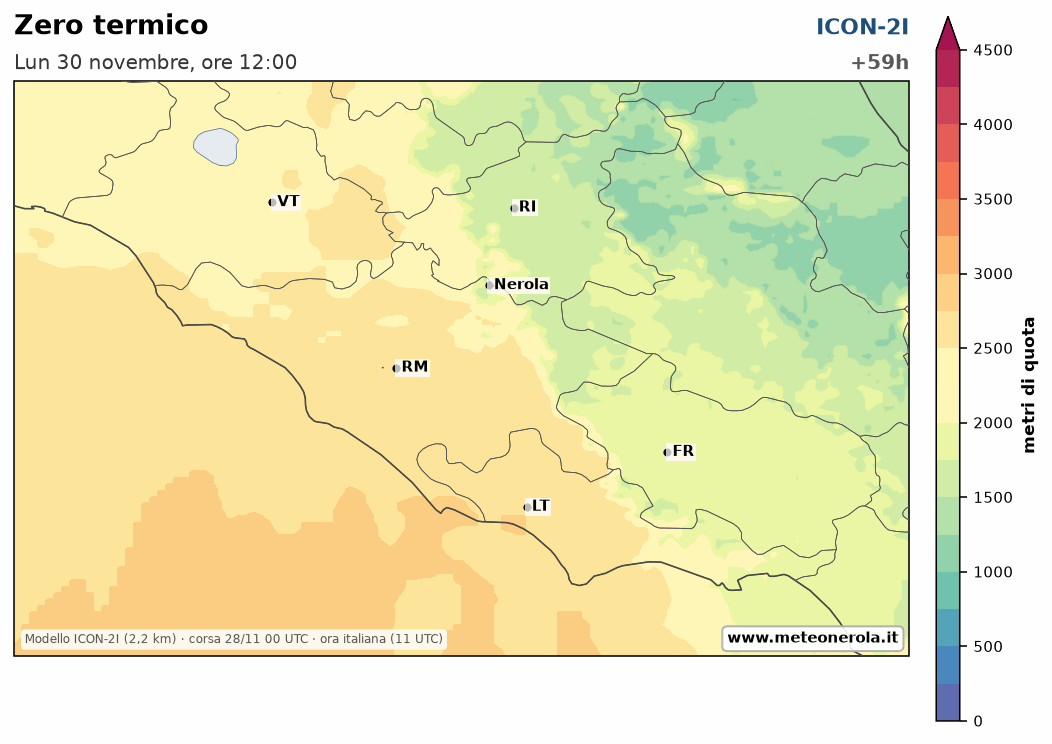 Zero termico
ICON-2I
Lun 30 novembre, ore 12:00
+59h
4500
4000
3500
3000
2500
2000
1500
1000
500
0
metri di quota
VT
RI
Nerola
RM
FR
LT
Modello ICON-2I (2,2 km) · corsa 28/11 00 UTC · ora italiana (11 UTC)
www.meteonerola.it